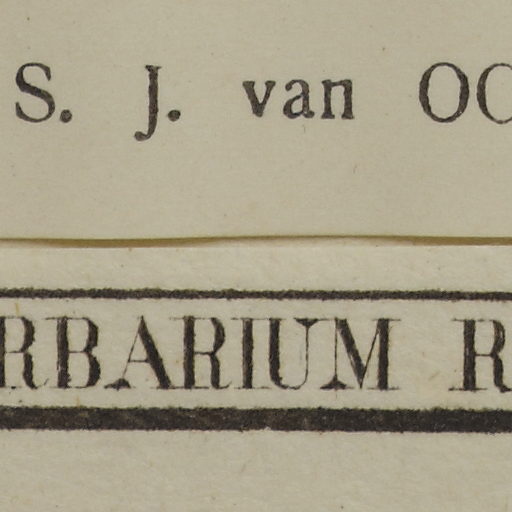 S. J. van OO
RBARIUM R